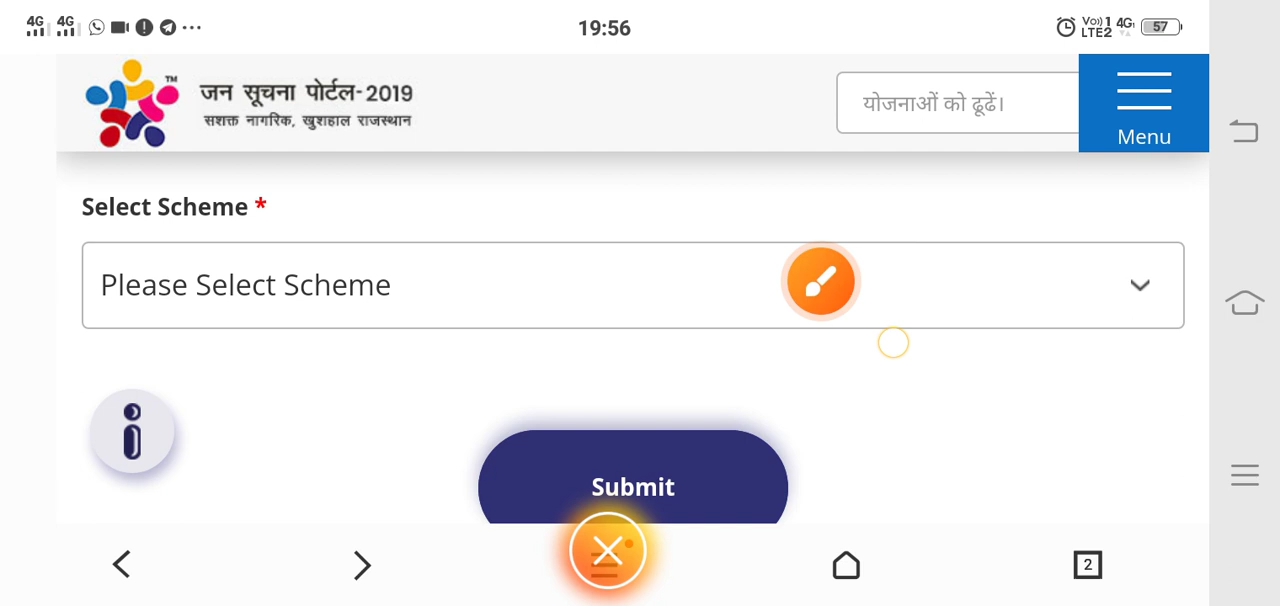 4G 4G 19:56 Vo)) 1 4G LTE2 57
जन सूचना पोर्टल-2019 TM
सशक्त नागरिक, खुशहाल राजस्थान
योजनाओं को ढूढें।
Menu
Select Scheme *
Please Select Scheme
Submit
2